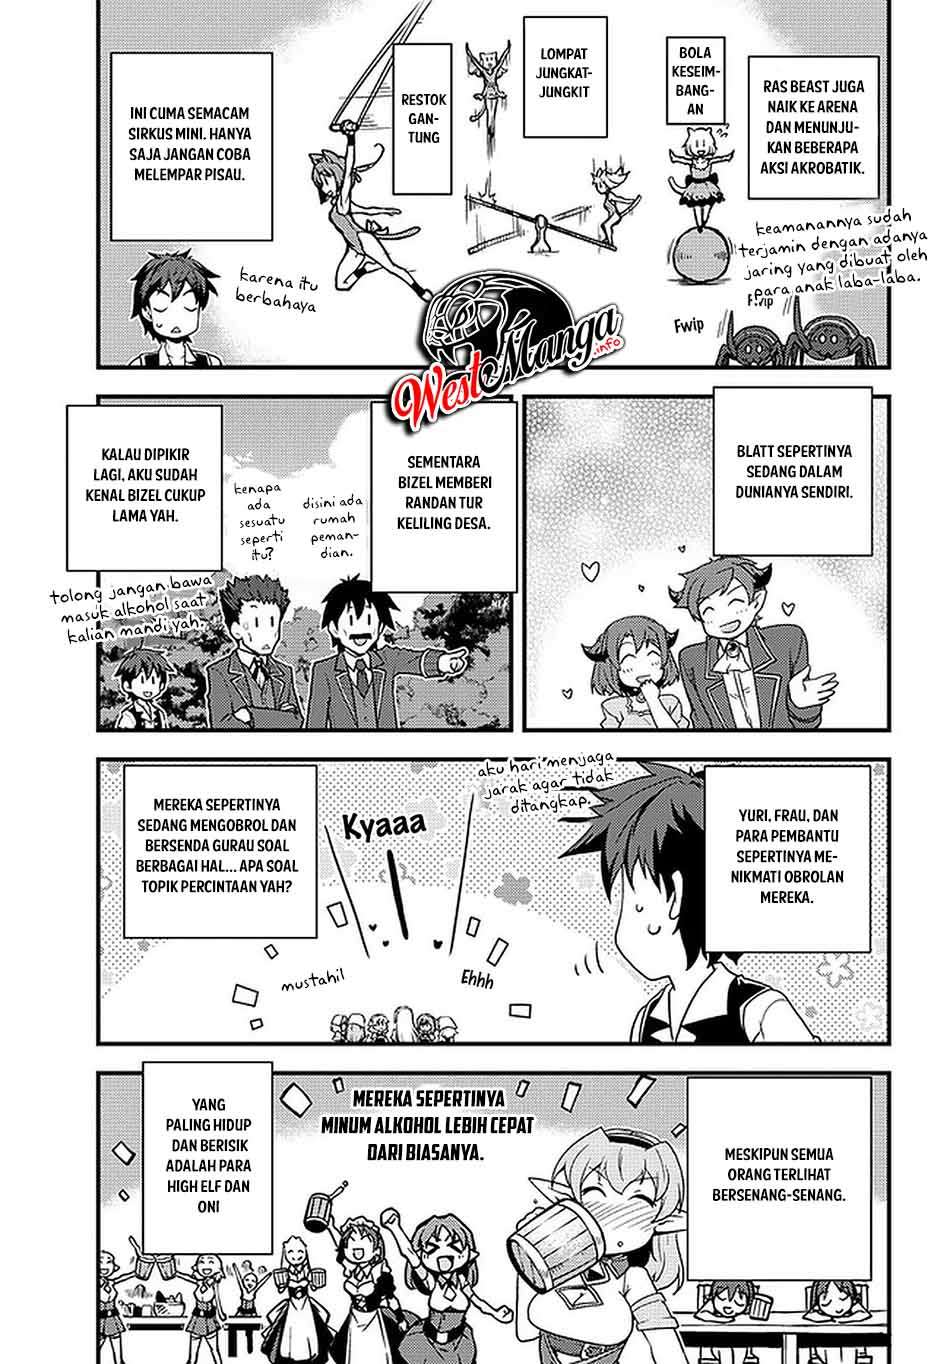 RAS BEAST JUGA
NAIK KE ARENA
DAN MENUNJU-
KAN BEBERAPA
AKSI AKROBATIK.
keamanannya sudah
terjamin dengan adanya
jaring yang dibuat oleh
para anak laba-laba.
BOLA
KESEIM-
BANG-
AN
LOMPAT
JUNGKAT-
JUNGKIT
RESTOK
GAN-
TUNG
INI CUMA SEMACAM
SIRKUS MINI. HANYA
SAJA JANGAN COBA
MELEMPAR PISAU.
karena itu
berbahaya
Fwip
Fwip
WestManga
.info
BLATT SEPERTINYA
SEDANG DALAM
DUNIANYA SENDIRI.
SEMENTARA
BIZEL MEMBERI
RANDAN TUR
KELILING DESA.
disini ada
rumah
peman-
dian.
kenapa
ada
sesuatu
seperti
itu?
KALAU DIPIKIR
LAGI, AKU SUDAH
KENAL BIZEL CUKUP
LAMA YAH.
tolong jangan bawa
masuk alkohol saat
kalian mandi yah.
YURI, FRAU, DAN
PARA PEMBANTU
SEPERTINYA ME-
NIKMATI OBROLAN
MEREKA.
aku hari menjaga
jarak agar tidak
ditangkap.
Kyaaa
MEREKA SEPERTINYA
SEDANG MENGOBROL DAN
BERSENDA GURAU SOAL
BERBAGAI HAL... APA SOAL
TOPIK PERCINTAAN YAH?
mustahil
Ehhh
MESKIPUN SEMUA
ORANG TERLIHAT
BERSENANG-SENANG.
MEREKA SEPERTINYA
MINUM ALKOHOL LEBIH CEPAT
DARI BIASANYA.
YANG
PALING HIDUP
DAN BERISIK
ADALAH PARA
HIGH ELF DAN
ONI